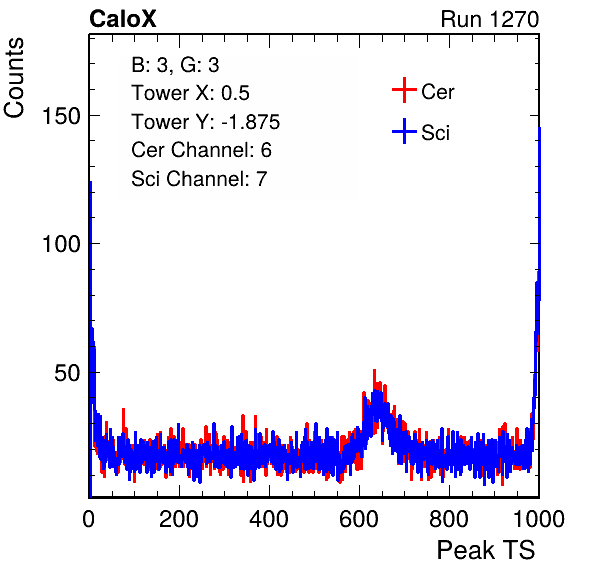 CaloX Run 1270
Counts
B: 3, G: 3
Tower X: 0.5
Tower Y: -1.875
Cer Channel: 6
Sci Channel: 7
Cer
Sci
150
100
50
0 200 400 600 800 1000
Peak TS